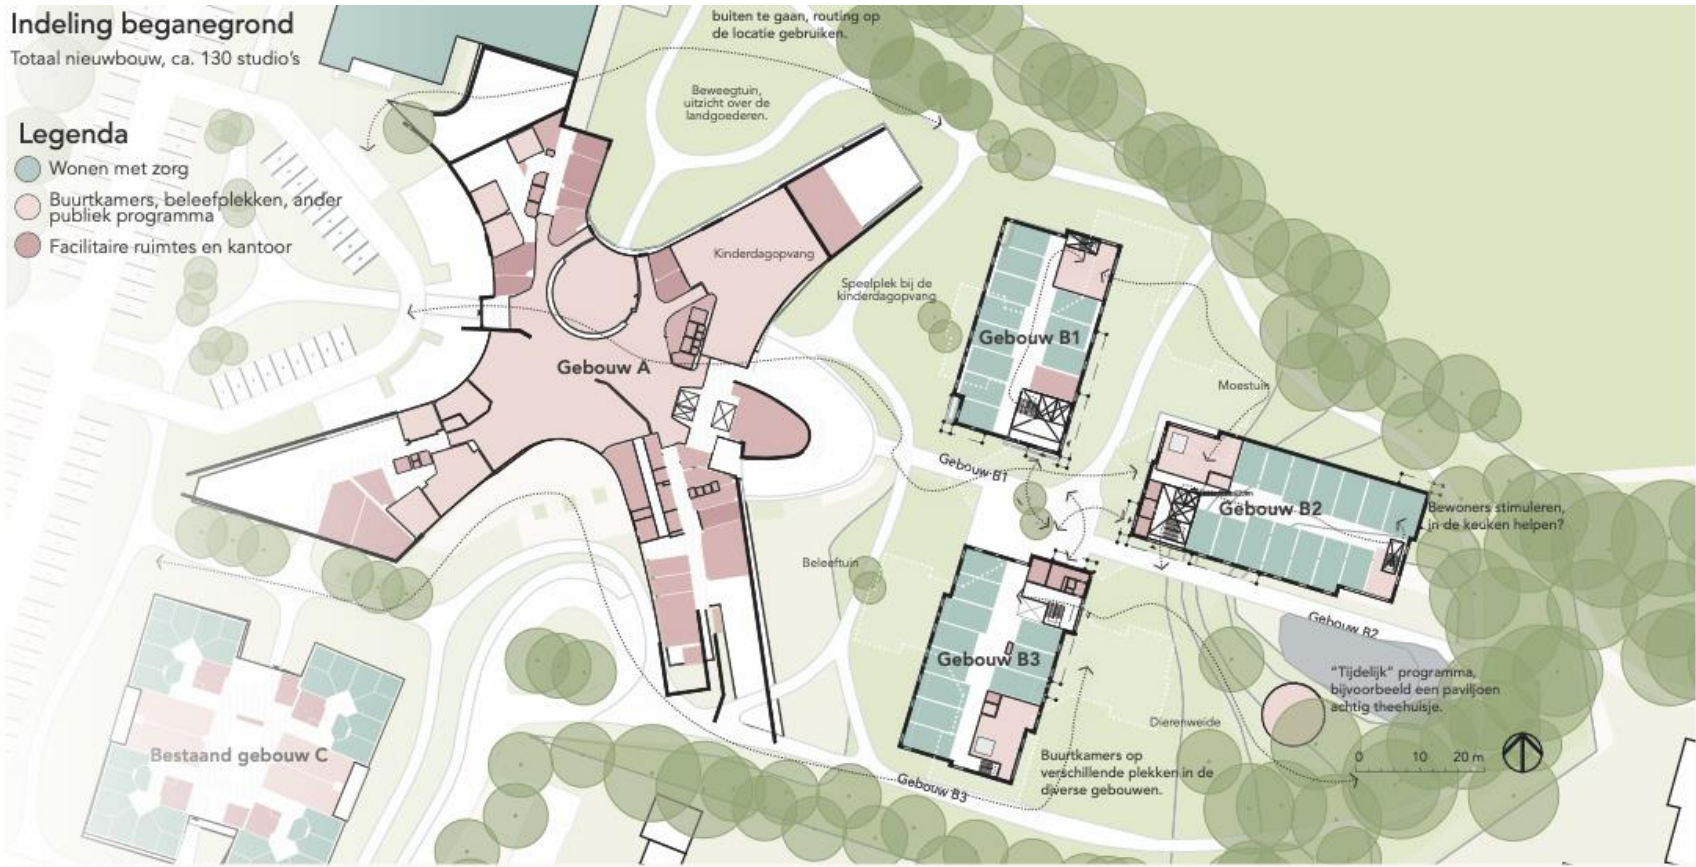 Indeling beganegrond
Totaal nieuwbouw, ca. 130 studio's
Legenda
Wonen met zorg
Buurtkamers, beleefplekken, ander
publiek programma
Facilitaire ruimtes en kantoor
buiten te gaan, routing op
de locatie gebruiken.
Beweegtuin,
uitzicht over de
landgoederen.
Kinderdagopvang
Speelplek bij de
kinderdagopvang
Gebouw A
Gebouw B1
Moestuin
Gebouw B1
Gebouw B2
Bewoners stimuleren,
in de keuken helpen?
Beleeftuin
Gebouw B2
Gebouw B3
"Tijdelijk" programma,
bijvoorbeeld een paviljoen
achtig theehuisje.
Dierenweide
Bestaand gebouw C
Buurtkamers op
verschillende plekken in de
diverse gebouwen.
Gebouw B3
0 10 20 m